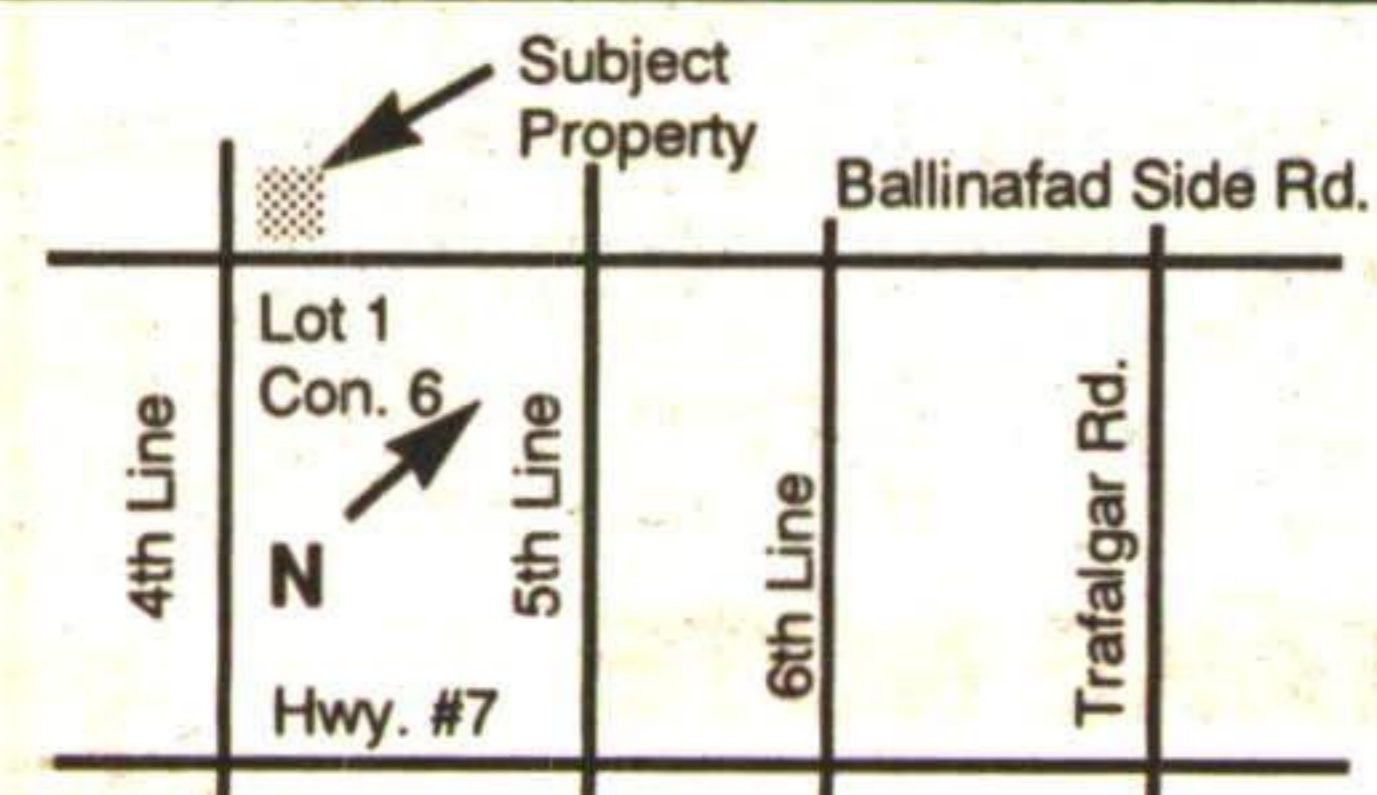 Subject
Property
Ballinafad Side Rd.
Lot 1
Con. 6
4th Line
5th Line
6th Line
Trafalgar Rd.
N
Hwy. #7